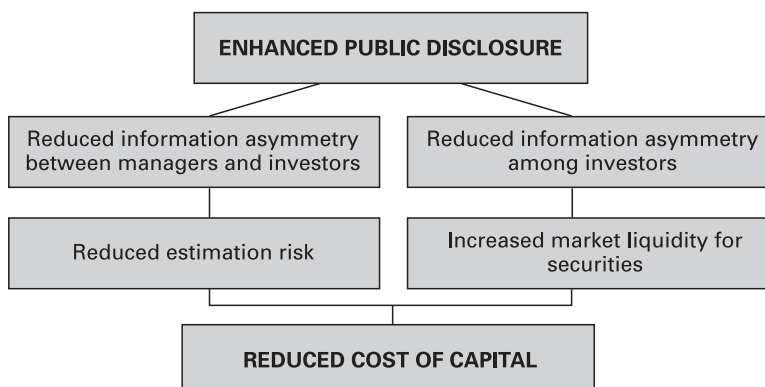 ENHANCED PUBLIC DISCLOSURE
Reduced information asymmetry
between managers and investors
Reduced information asymmetry
among investors
Reduced estimation risk
Increased market liquidity for
securities
REDUCED COST OF CAPITAL